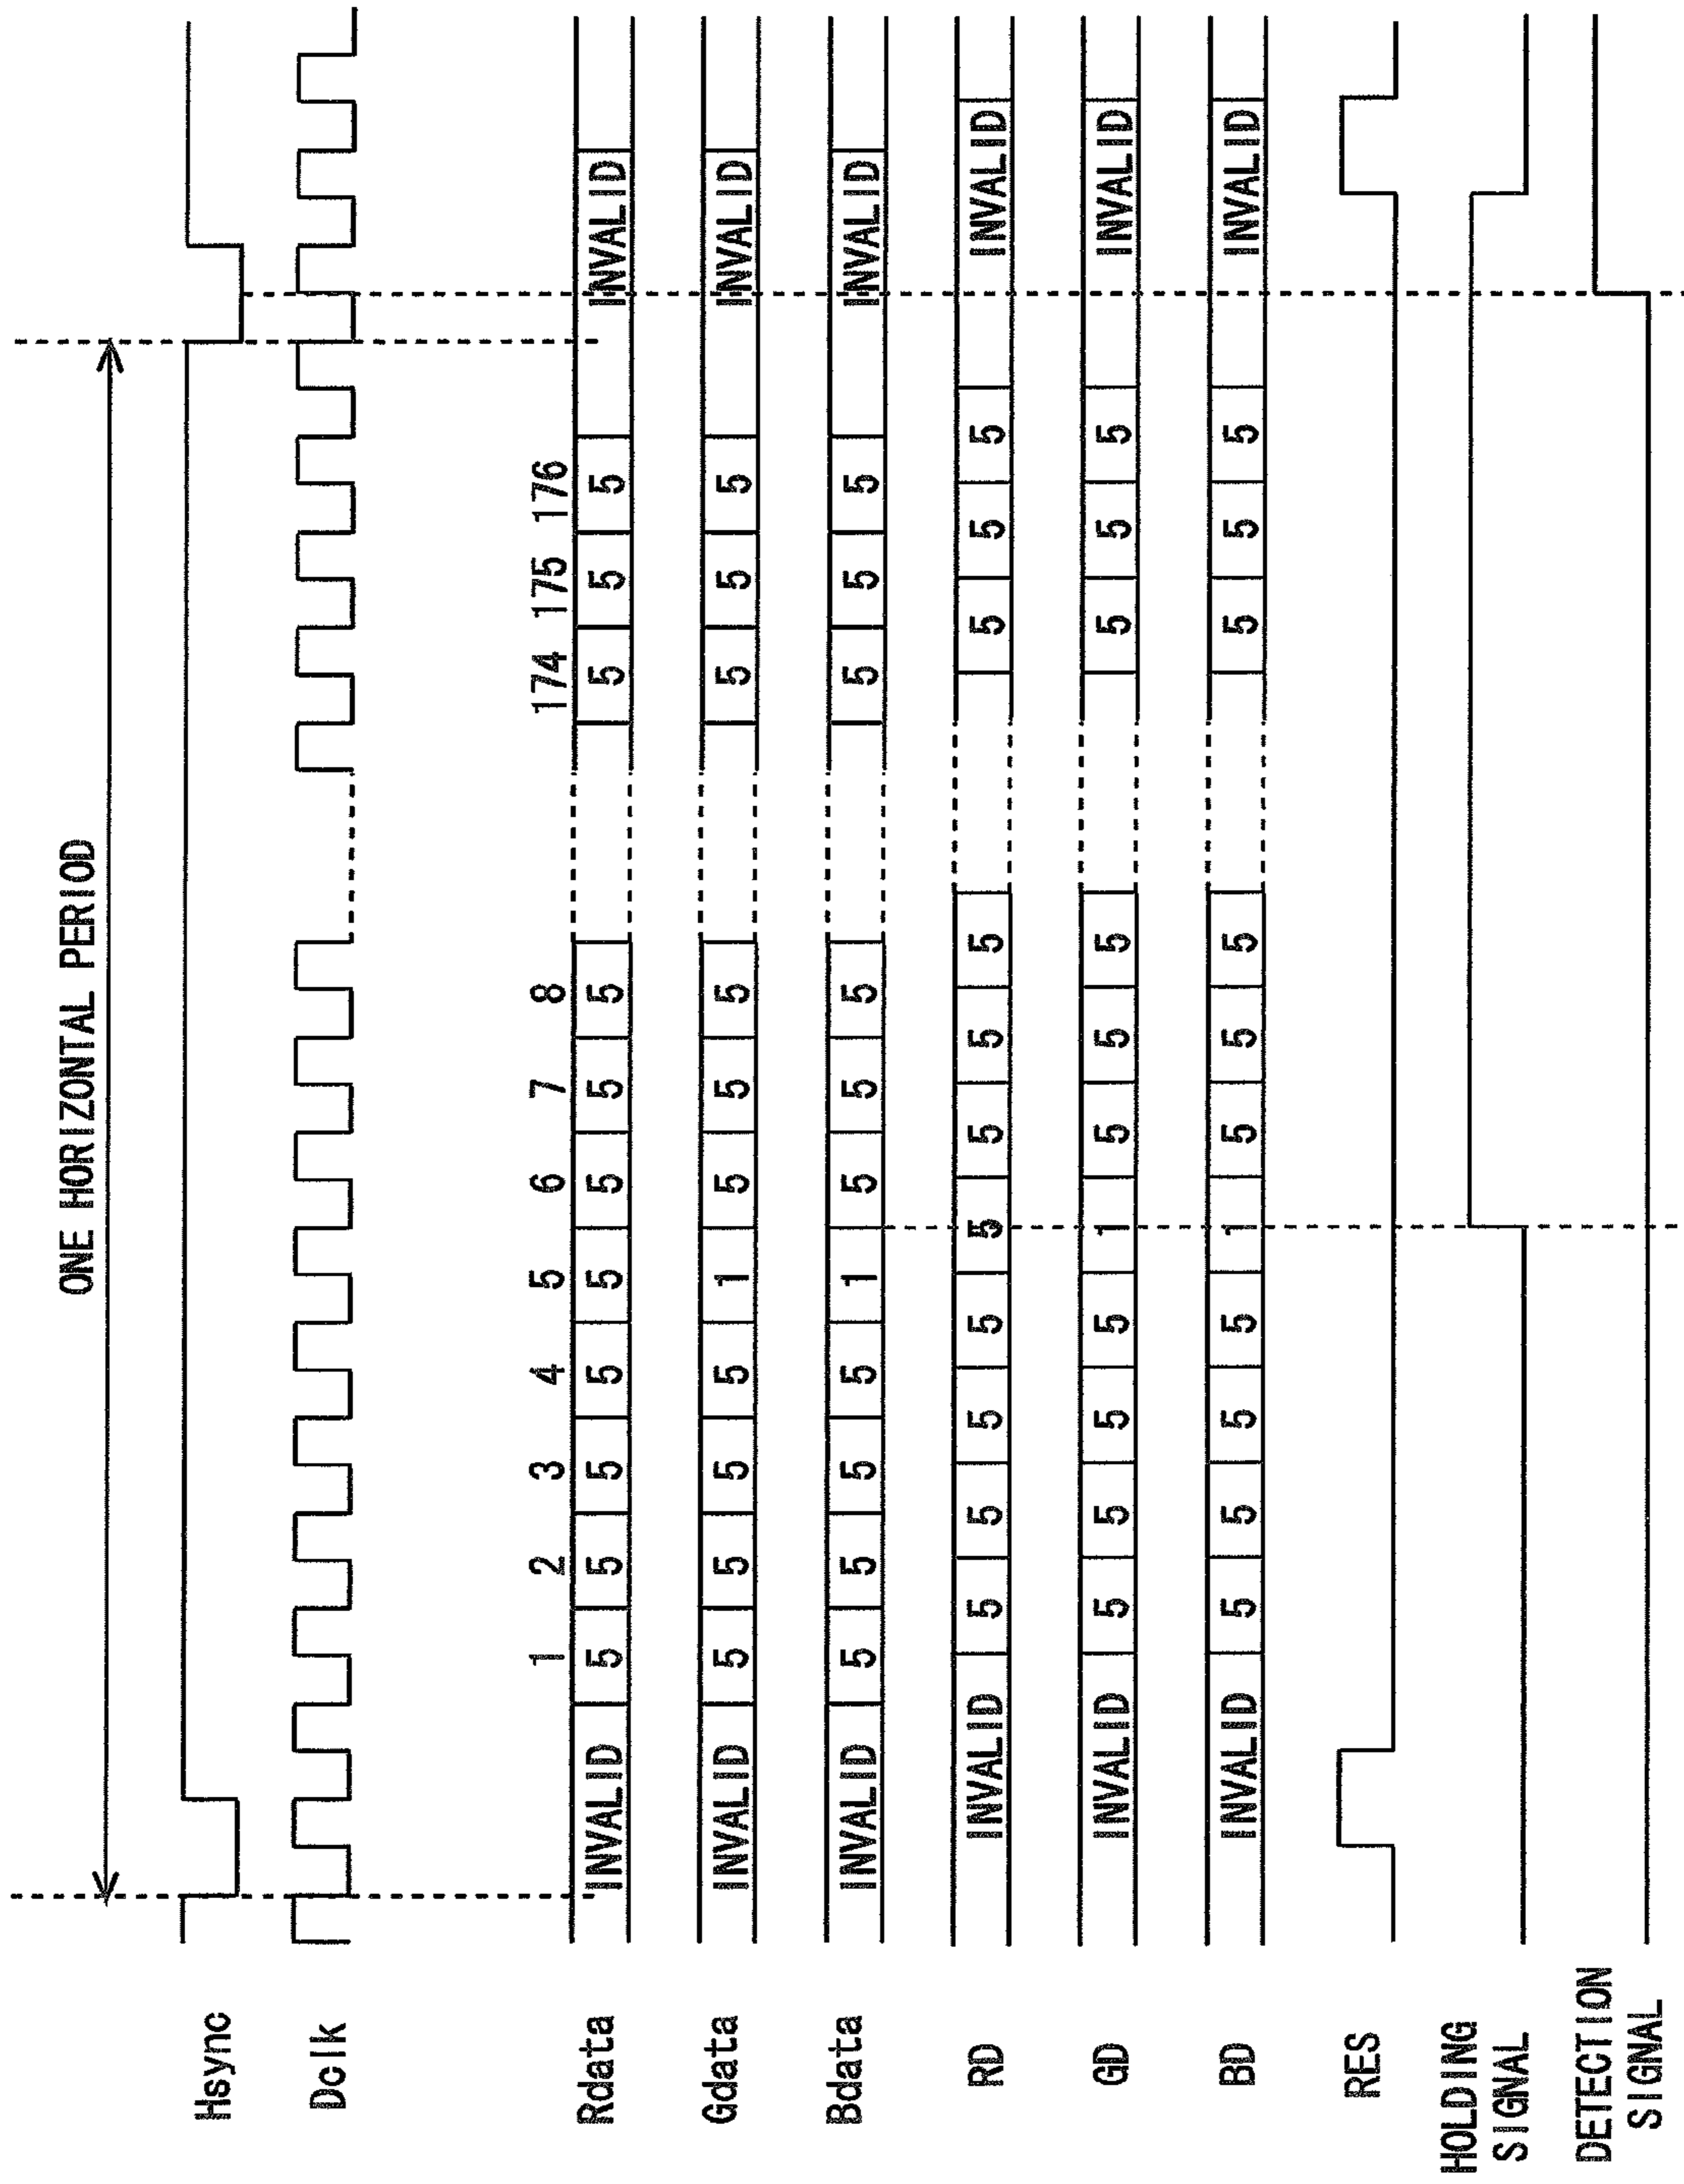 ONE HORIZONTAL PERIOD
Hsync
Dclk
1 2 3 4 5 6 7 8 174 175 176
Rdata INVALID 5 5 5 5 5 5 5 5 5 5 5 INVALID
Gdata INVALID 5 5 5 5 1 5 5 5 5 5 5 INVALID
Bdata INVALID 5 5 5 5 1 5 5 5 5 5 5 INVALID
RD INVALID 5 5 5 5 5 5 5 5 5 5 5 INVALID
GD INVALID 5 5 5 5 1 5 5 5 5 5 5 INVALID
BD INVALID 5 5 5 5 1 5 5 5 5 5 5 INVALID
RES
HOLDING
SIGNAL
DETECTION
SIGNAL